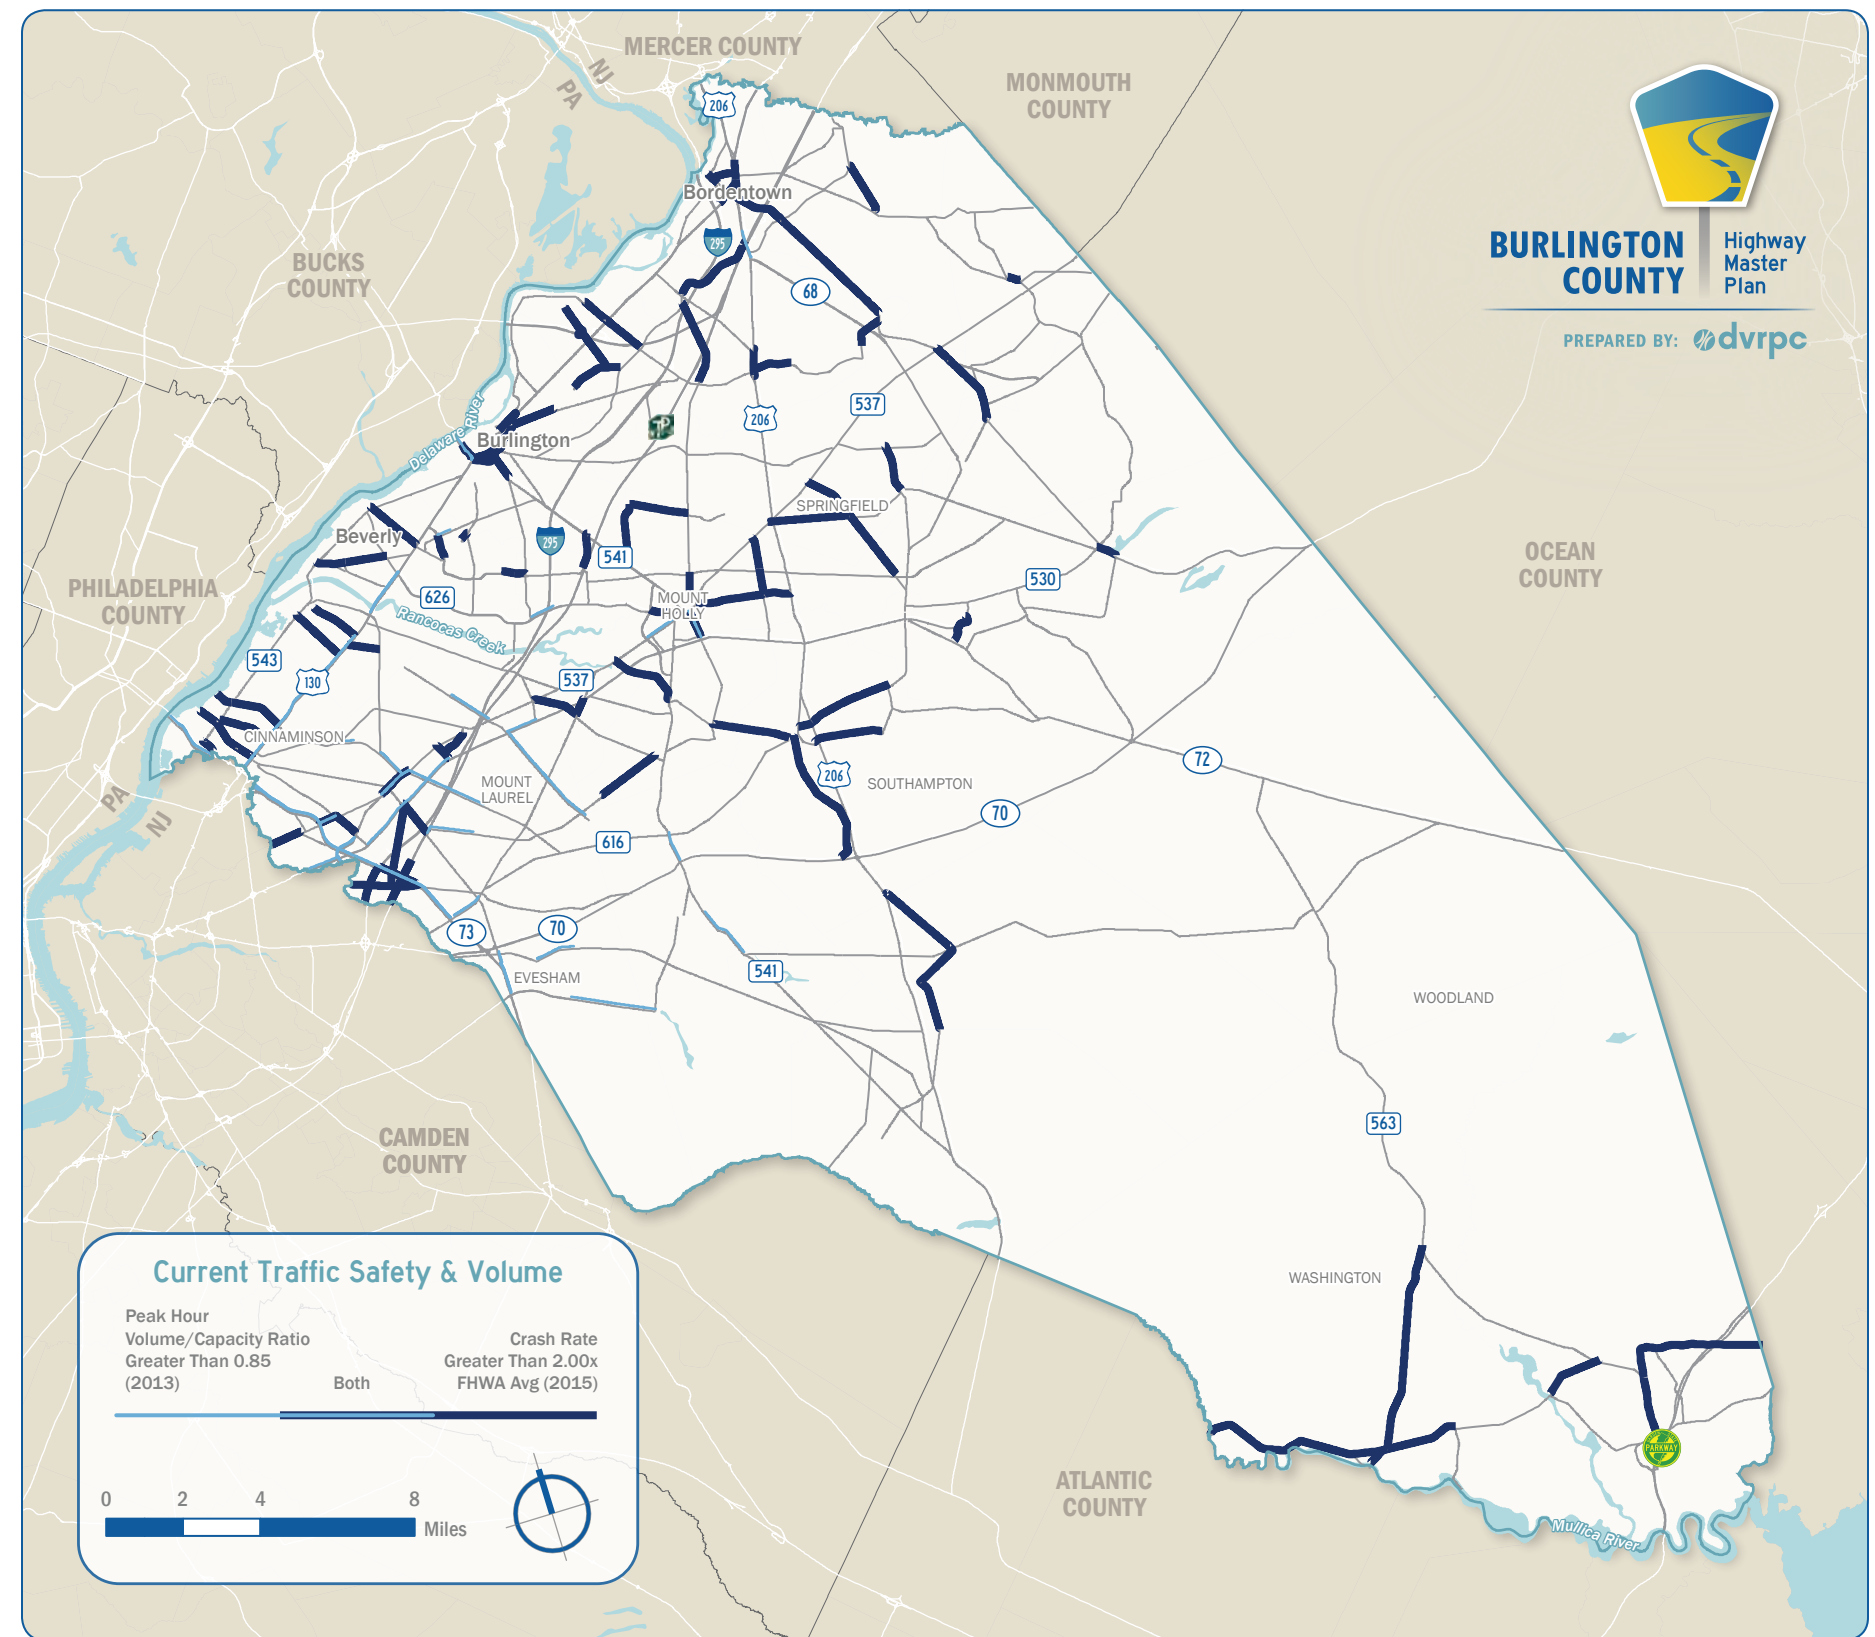 MERCER COUNTY
NJ
PA
MONMOUTH
COUNTY
206
BURLINGTON
COUNTY
Highway
Master
Plan
PREPARED BY: dvrpc
Bordentown
295
BUCKS
COUNTY
68
537
206
TP
Delaware River
Burlington
SPRINGFIELD
Beverly
295
541
OCEAN
COUNTY
530
PHILADELPHIA
COUNTY
626
MOUNT
HOLLY
Rancocas Creek
543
130
537
CINNAMINSON
72
206
SOUTHAMPTON
MOUNT
LAUREL
PA
NJ
70
616
73
70
541
EVESHAM
WOODLAND
563
CAMDEN
COUNTY
WASHINGTON
Current Traffic Safety & Volume
Peak Hour
Volume/Capacity Ratio
Greater Than 0.85
(2013)
Both
Crash Rate
Greater Than 2.00x
FHWA Avg (2015)
0 2 4 8
Miles
PARKWAY
ATLANTIC
COUNTY
Mullica River